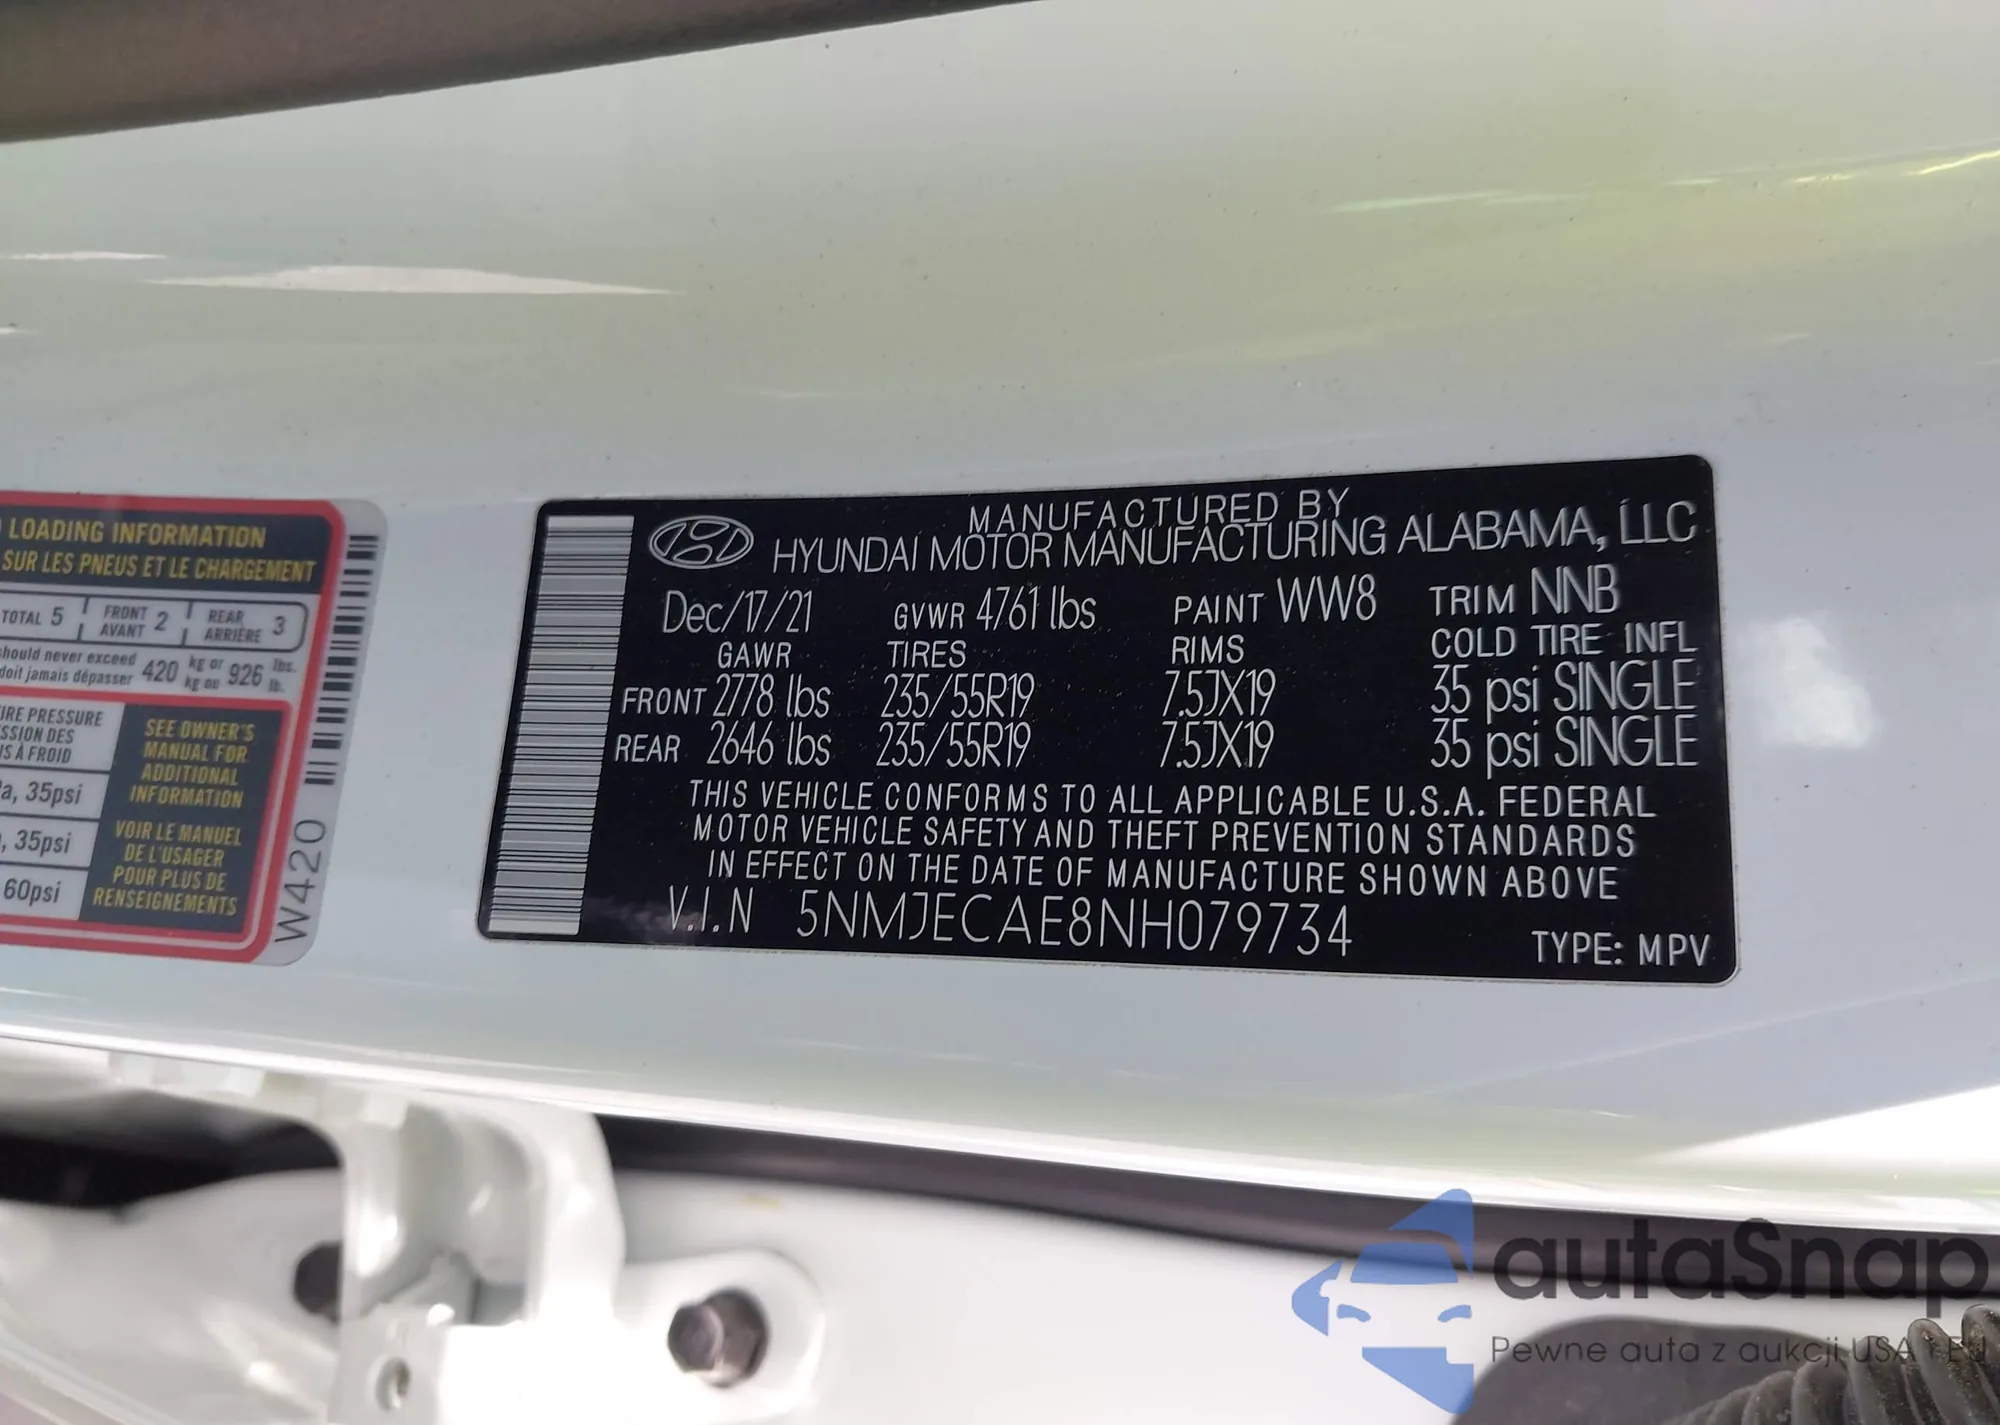 LOADING INFORMATION
SUR LES PNEUS ET LE CHARGEMENT
TOTAL 5 FRONT AVANT 2 REAR ARRIÈRE 3
should never exceed 420 kg or 926 lbs.
doit jamais dépasser kg ou lb.
PRESSURE
DES
À FROID
35psi
35psi
60psi
SEE OWNER'S
MANUAL FOR
ADDITIONAL
INFORMATION
VOIR LE MANUEL
DE L'USAGER
POUR PLUS DE
RENSEIGNEMENTS
W420
MANUFACTURED BY
HYUNDAI MOTOR MANUFACTURING ALABAMA, LLC
Dec/17/21 GVWR 4761 lbs PAINT WW8 TRIM NNB
GAWR TIRES RIMS COLD TIRE INFL
FRONT 2778 lbs 235/55R19 7.5JX19 35 psi SINGLE
REAR 2646 lbs 235/55R19 7.5JX19 35 psi SINGLE
THIS VEHICLE CONFORMS TO ALL APPLICABLE U.S.A. FEDERAL
MOTOR VEHICLE SAFETY AND THEFT PREVENTION STANDARDS
IN EFFECT ON THE DATE OF MANUFACTURE SHOWN ABOVE
V.I.N 5NMJECAE8NH079734
TYPE: MPV
autaSnap
Pewne auta z aukcji USA i EU